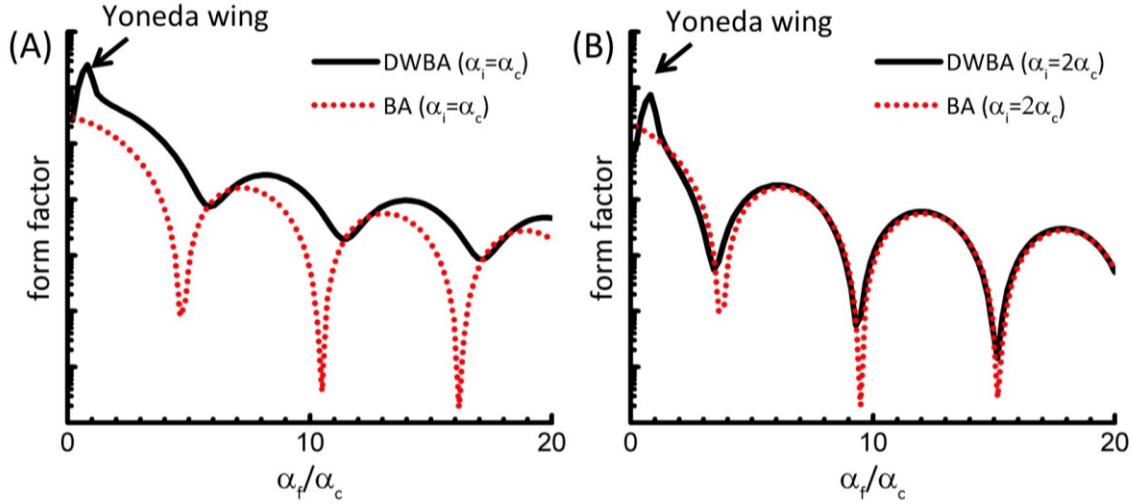 (A)
Yoneda wing
DWBA (αi=αc)
BA (αi=αc)
form factor
0
10
20
αf/αc
(B)
Yoneda wing
DWBA (αi=2αc)
BA (αi=2αc)
form factor
0
10
20
αf/αc